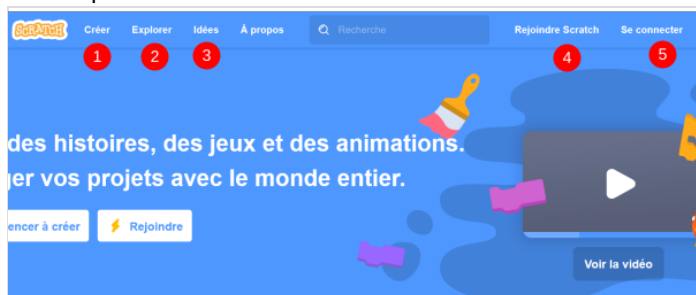 SCRATCH Créer Explorer Idées À propos Recherche Rejoindre Scratch Se connecter
1 2 3 4 5
des histoires, des jeux et des animations.
ger vos projets avec le monde entier.
encer à créer Rejoindre
Voir la vidéo